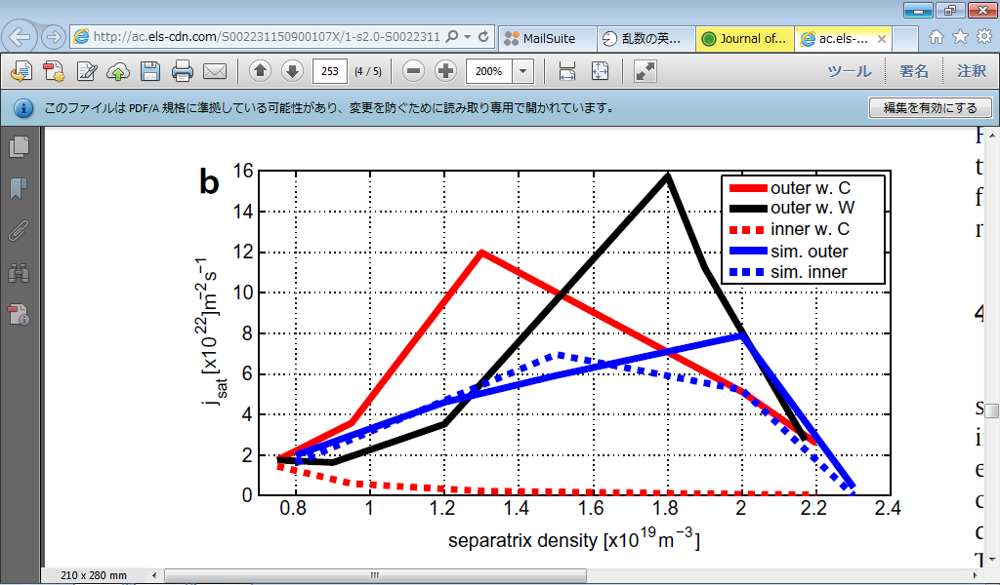 http://ac.els-cdn.com/S002231150900107X/1-s2.0-S0022311
MailSuite
乱数の英...
Journal of...
ac.els-...
253
(4 / 5)
200%
ツール
署名
注釈
このファイルは PDF/A 規格に準拠している可能性があり、変更を防ぐために読み取り専用で開かれています。
編集を有効にする
b
16
14
12
10
8
6
4
2
0
j_sat [x10^22]m^-2 s^-1
outer w. C
outer w. W
inner w. C
sim. outer
sim. inner
0.8 1 1.2 1.4 1.6 1.8 2 2.2 2.4
separatrix density [x10^19 m^-3]
210 x 280 mm